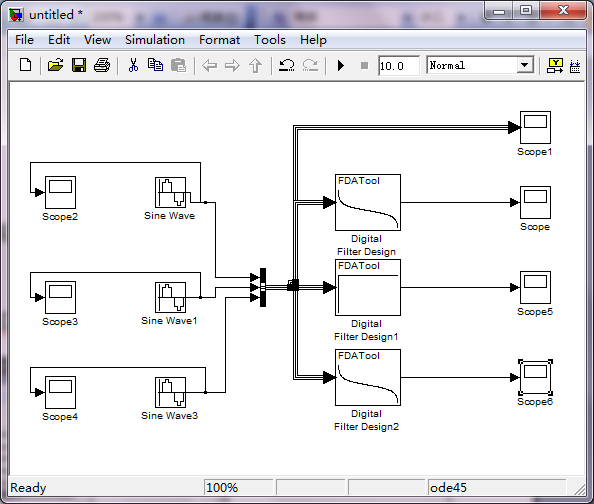 untitled *
File Edit View Simulation Format Tools Help
10.0 Normal
Scope1
FDATool
Scope2
Sine Wave
Digital
Filter Design
Scope
FDATool
Scope3
Sine Wave1
Digital
Filter Design1
Scope5
FDATool
Scope4
Sine Wave3
Digital
Filter Design2
Scope6
Ready 100% ode45